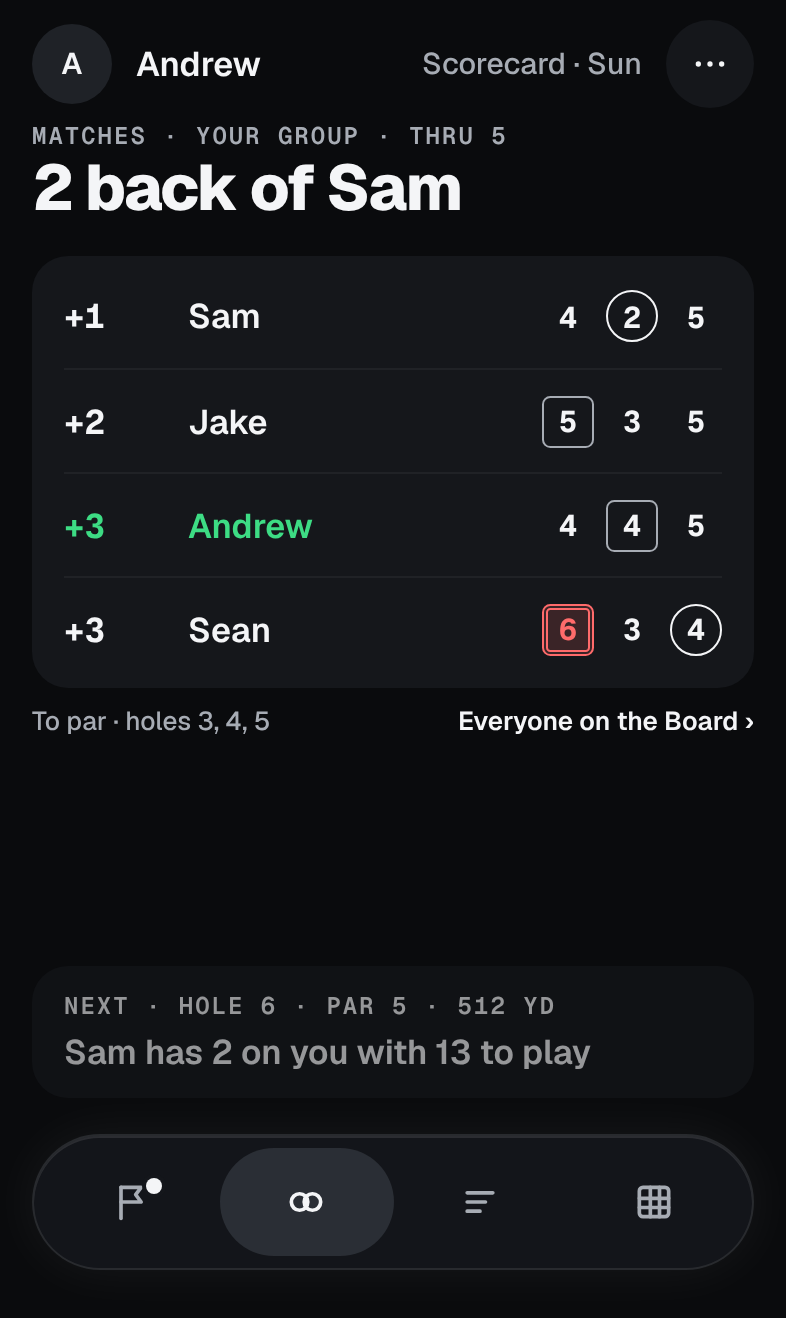 A Andrew Scorecard · Sun
MATCHES · YOUR GROUP · THRU 5
2 back of Sam
+1 Sam 4 2 5
+2 Jake 5 3 5
+3 Andrew 4 4 5
+3 Sean 6 3 4
To par · holes 3, 4, 5 Everyone on the Board ›
NEXT · HOLE 6 · PAR 5 · 512 YD
Sam has 2 on you with 13 to play